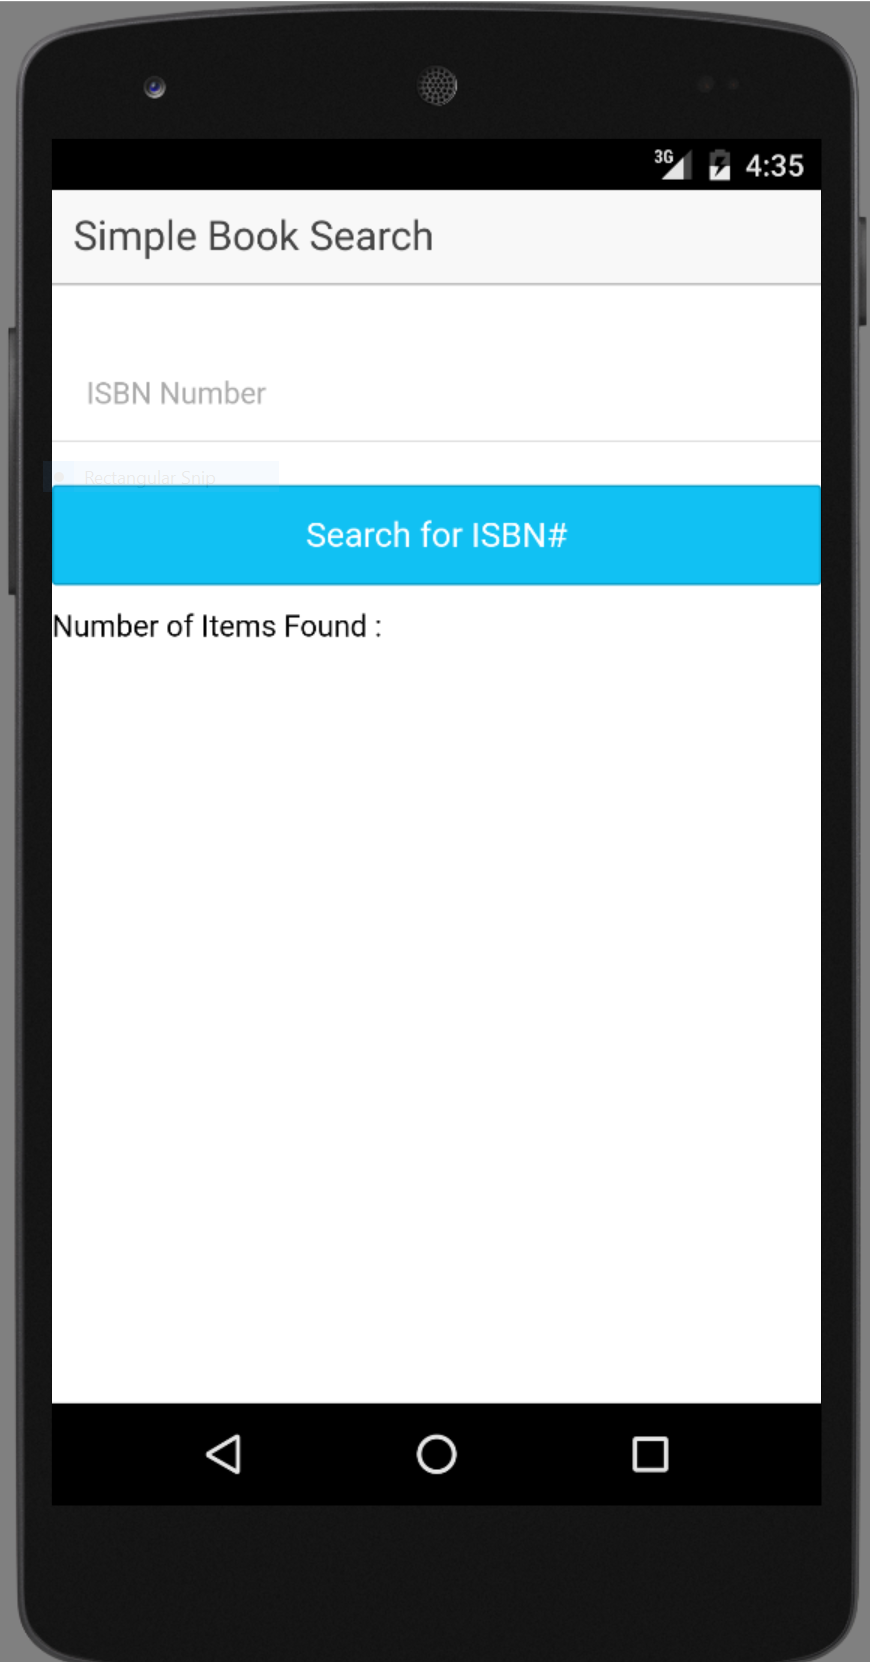 3G 4:35
Simple Book Search
ISBN Number
Rectangular Snip
Search for ISBN#
Number of Items Found :